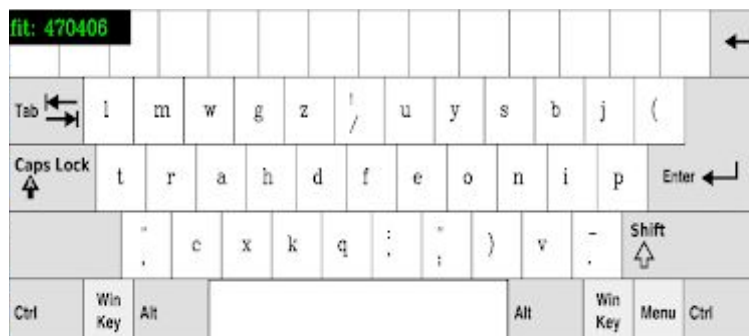 fit: 470406
Tab l m w g z ! / u y s b j (
Caps Lock t r a h d f e o n i p Enter
c x k q : ) v Shift
Ctrl Win Key Alt Alt Win Key Menu Ctrl